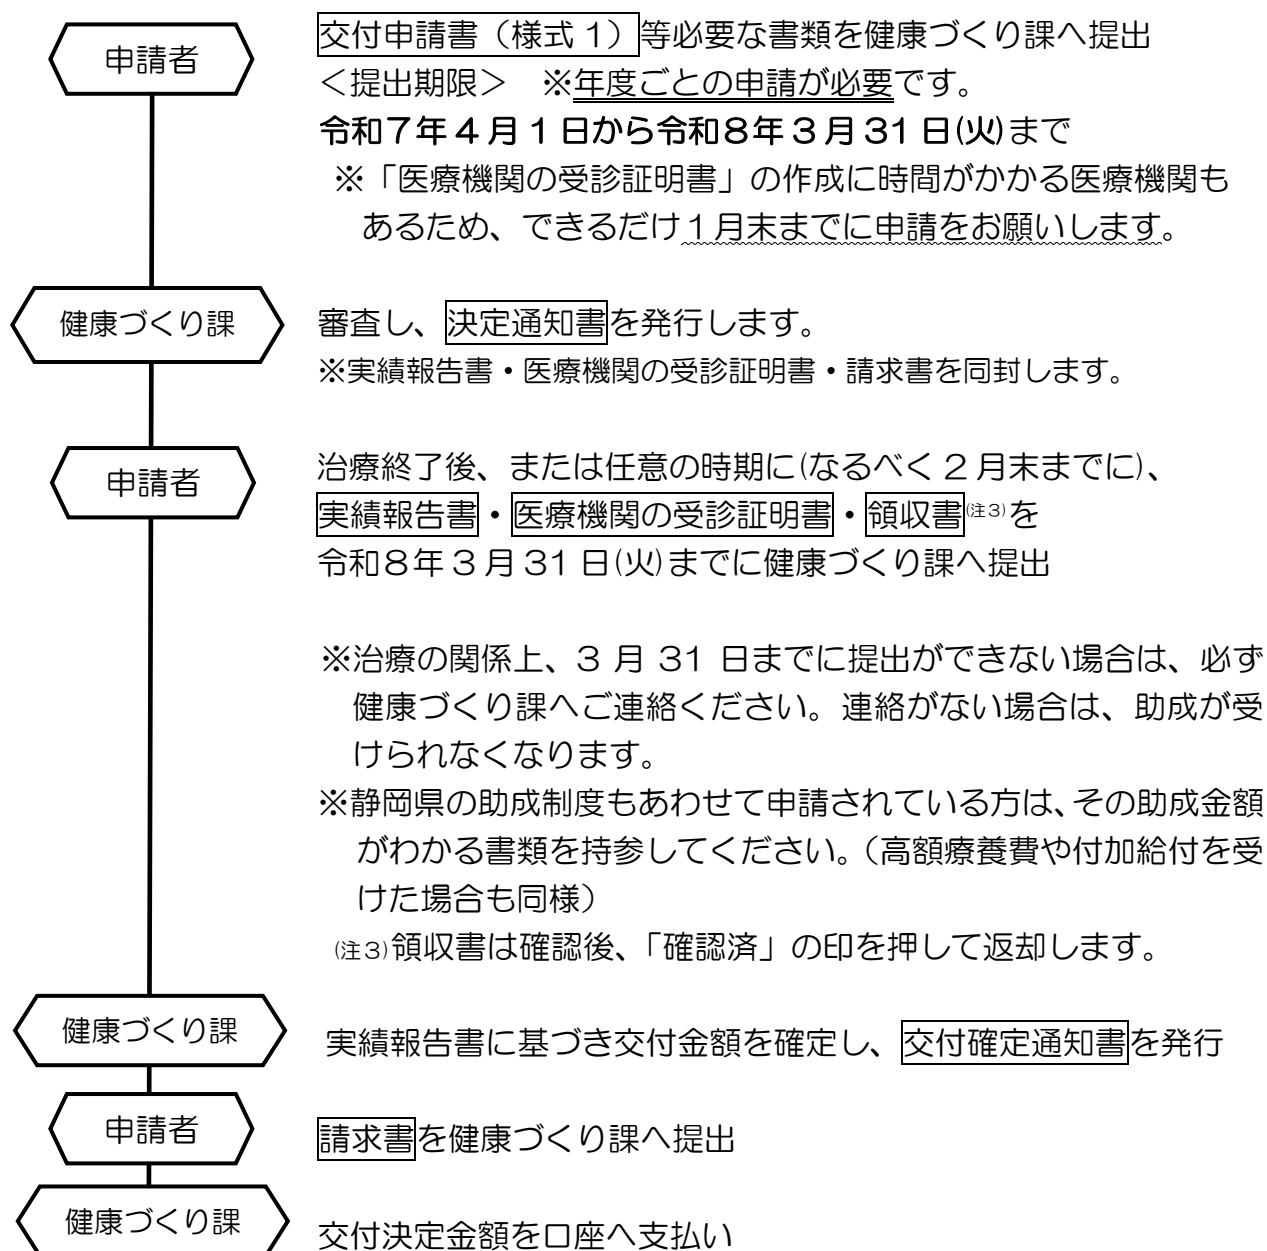 申請者
交付申請書（様式１）等必要な書類を健康づくり課へ提出
＜提出期限＞　※年度ごとの申請が必要です。
令和７年４月１日から令和８年３月31日(火)まで
※「医療機関の受診証明書」の作成に時間がかかる医療機関も
あるため、できるだけ１月末までに申請をお願いします。
健康づくり課
審査し、決定通知書を発行します。
※実績報告書・医療機関の受診証明書・請求書を同封します。
申請者
治療終了後、または任意の時期に(なるべく２月末までに)、
実績報告書・医療機関の受診証明書・領収書(注3)を
令和８年３月31日(火)までに健康づくり課へ提出
※治療の関係上、３月 31 日までに提出ができない場合は、必ず
健康づくり課へご連絡ください。連絡がない場合は、助成が受
けられなくなります。
※静岡県の助成制度もあわせて申請されている方は、その助成金額
がわかる書類を持参してください。（高額療養費や付加給付を受
けた場合も同様）
(注3)領収書は確認後、「確認済」の印を押して返却します。
健康づくり課
実績報告書に基づき交付金額を確定し、交付確定通知書を発行
申請者
請求書を健康づくり課へ提出
健康づくり課
交付決定金額を口座へ支払い